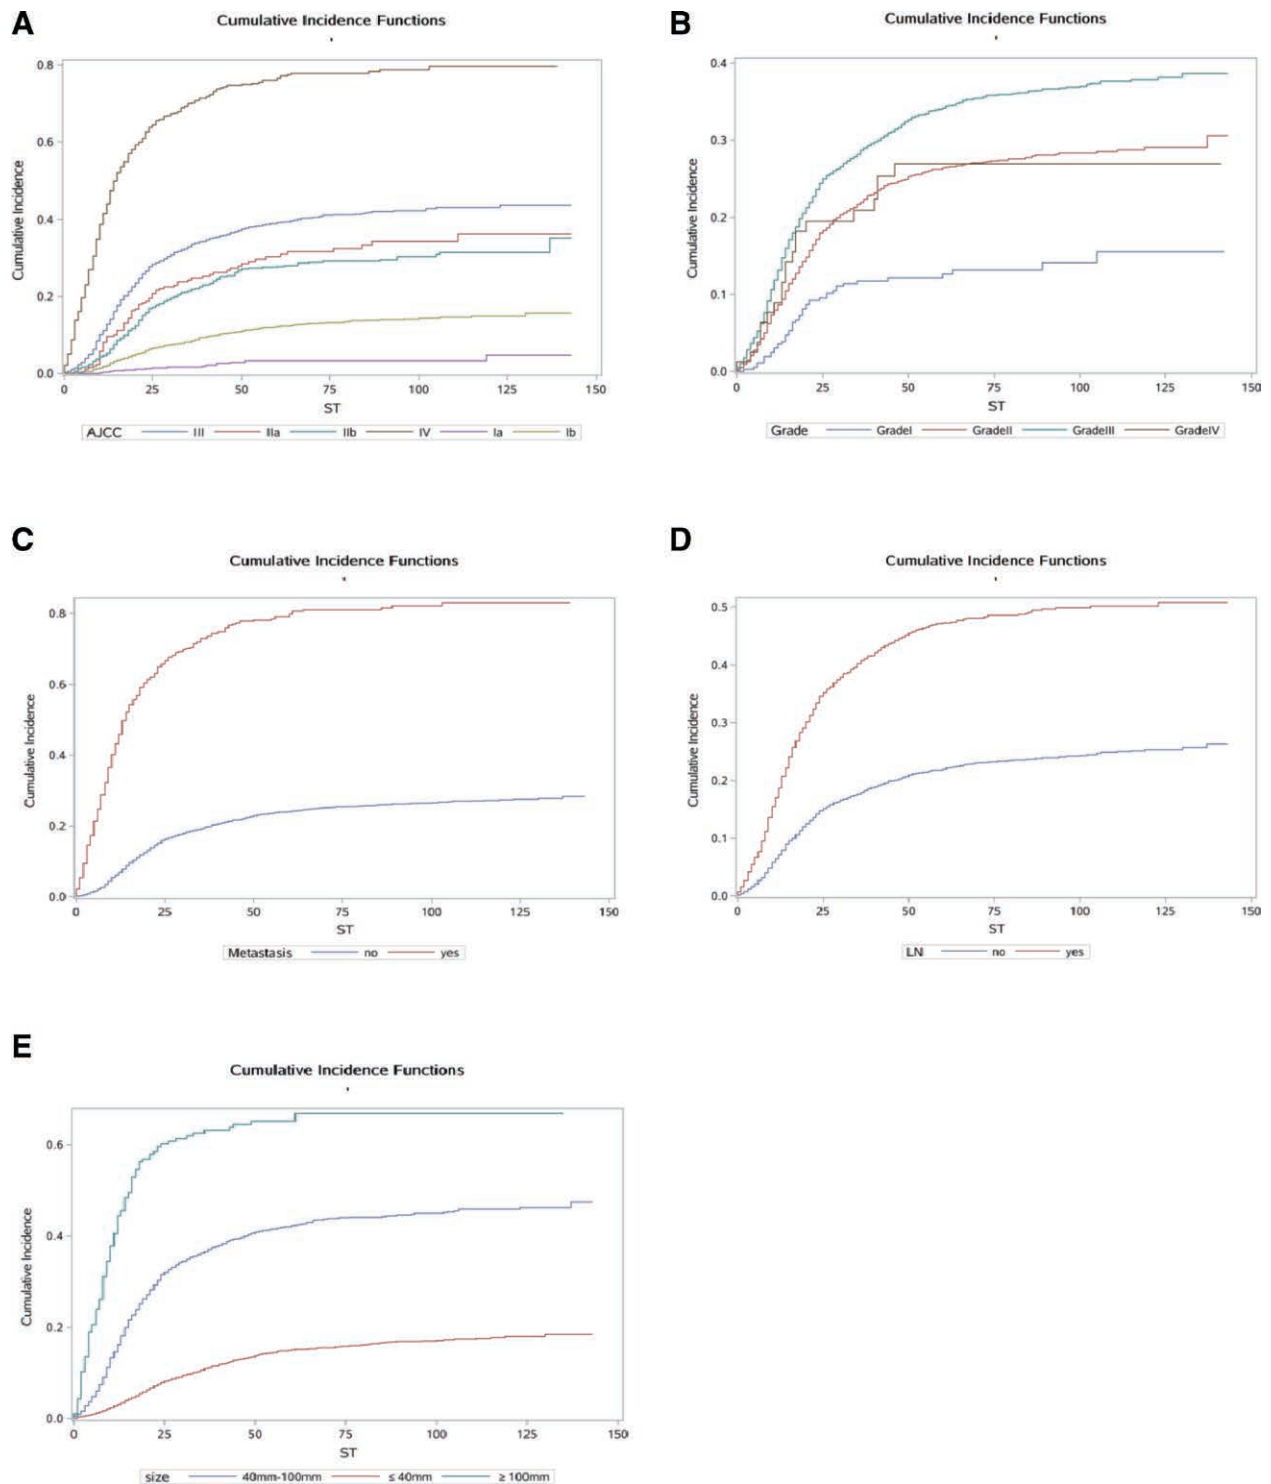 A
Cumulative Incidence Functions
Cumulative Incidence
0.8
0.6
0.4
0.2
0.0
0 25 50 75 100 125 150
ST
AJCC III IIa IIb IV Ia Ib
B
Cumulative Incidence Functions
Cumulative Incidence
0.4
0.3
0.2
0.1
0.0
0 25 50 75 100 125 150
ST
Grade GradeI GradeII GradeIII GradeIV
C
Cumulative Incidence Functions
Cumulative Incidence
0.8
0.6
0.4
0.2
0.0
0 25 50 75 100 125 150
ST
Metastasis no yes
D
Cumulative Incidence Functions
Cumulative Incidence
0.5
0.4
0.3
0.2
0.1
0.0
0 25 50 75 100 125 150
ST
LN no yes
E
Cumulative Incidence Functions
Cumulative Incidence
0.6
0.4
0.2
0.0
0 25 50 75 100 125 150
ST
size 40mm-100mm ≤ 40mm ≥ 100mm